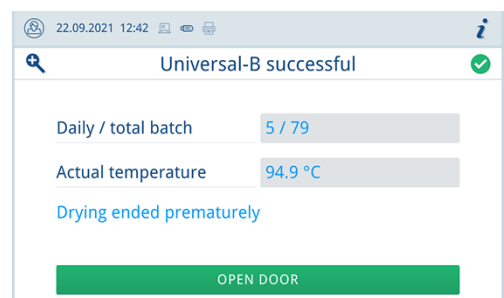 22.09.2021 12:42
i
Universal-B successful
Daily / total batch 5 / 79
Actual temperature 94.9 °C
Drying ended prematurely
OPEN DOOR